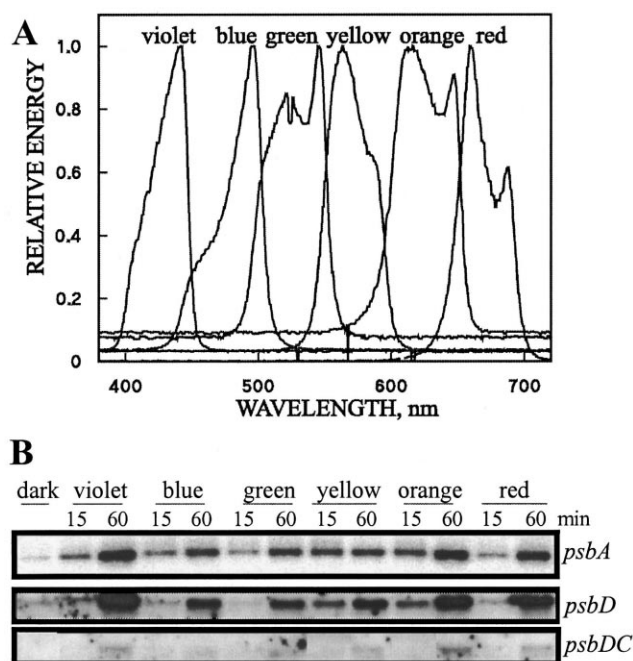 A
violet blue green yellow orange red
RELATIVE ENERGY
1.0
0.8
0.6
0.4
0.2
0
400 500 600 700
WAVELENGTH, nm
B
dark violet blue green yellow orange red
15 60 15 60 15 60 15 60 15 60 15 60 min
psbA
psbD
psbDC